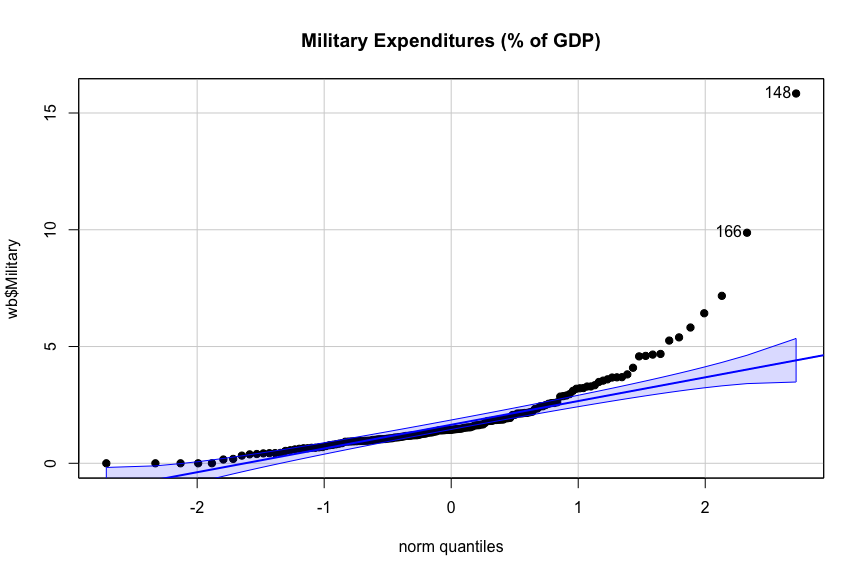 Military Expenditures (% of GDP)
148
166
15
10
5
0
wb$Military
-2 -1 0 1 2
norm quantiles